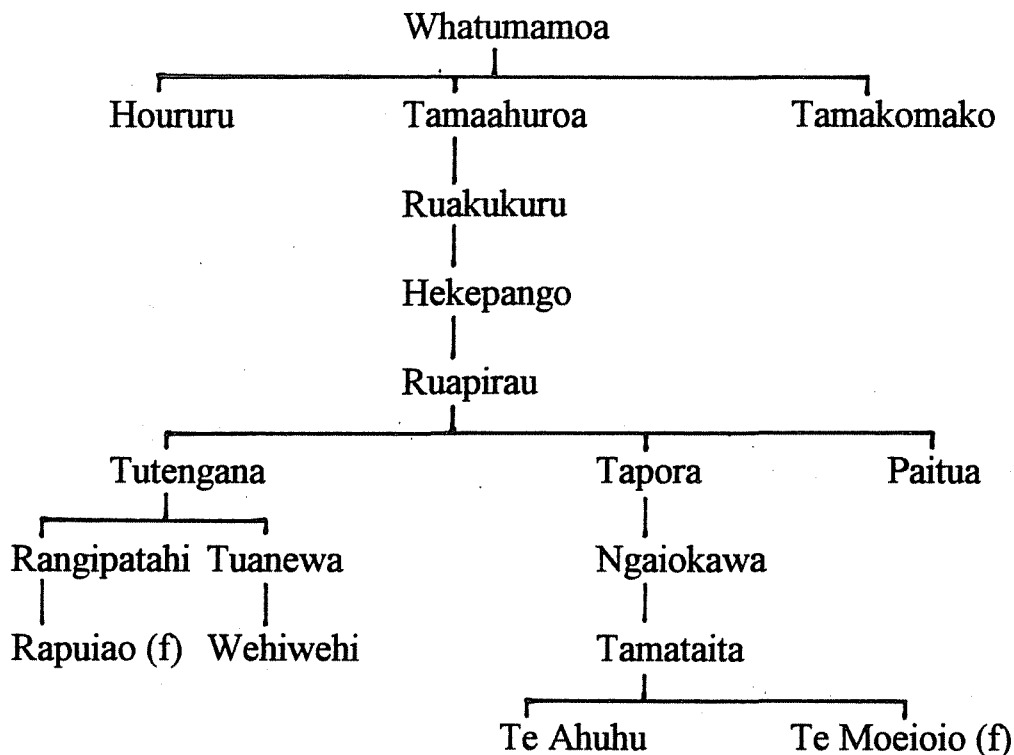 Whatumamoa
Houruru Tamaahuroa Tamakomako
Ruakukuru
Hekepango
Ruapirau
Tutengana Tapora Paitua
Rangipatahi Tuanewa Ngaiokawa
Rapuiao (f) Wehiwehi Tamataita
Te Ahuhu Te Moeioio (f)